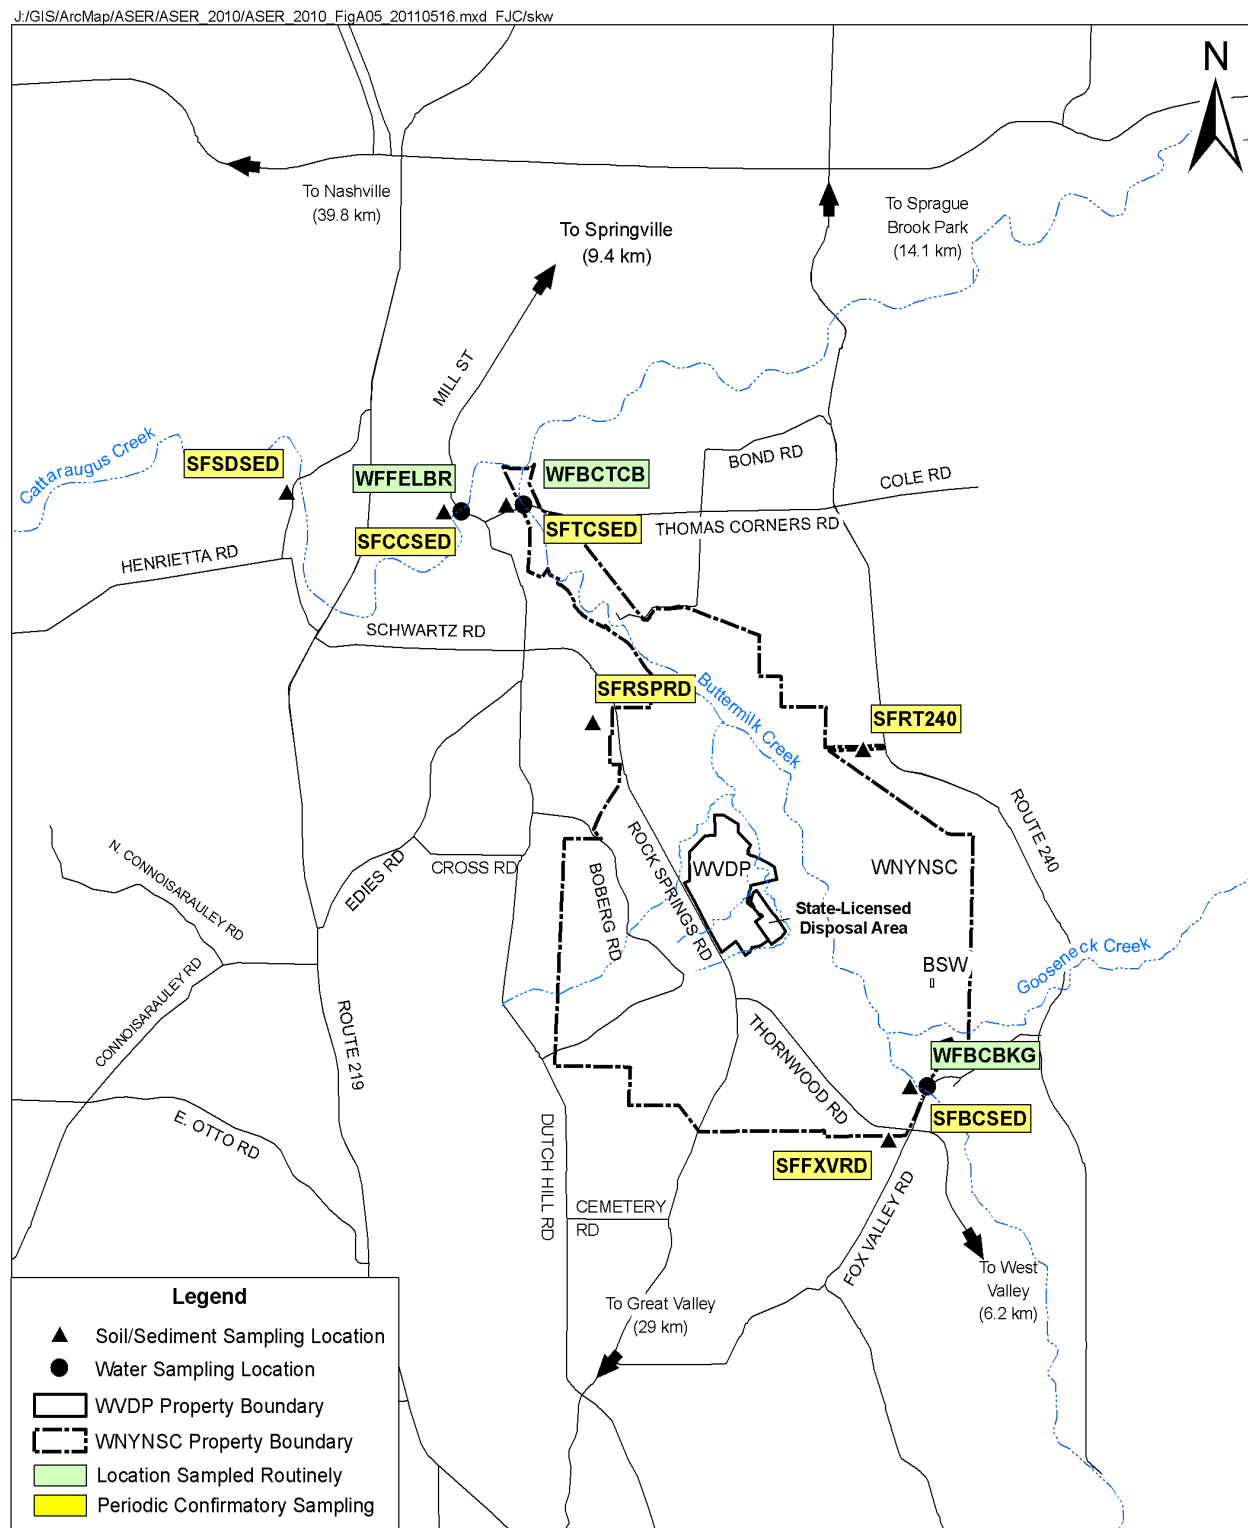 J:/GIS/ArcMap/ASER/ASER_2010/ASER_2010_FigA05_20110516.mxd FJC/skw
N
To Nashville
(39.8 km)
To Springville
(9.4 km)
To Sprague
Brook Park
(14.1 km)
MILL ST
Cattaraugus Creek
SFSDSED
WFFELBR
WFBCTCB
BOND RD
COLE RD
SFCCSED
SFTCSED
THOMAS CORNERS RD
HENRIETTA RD
SCHWARTZ RD
SFRSPRD
Buttermilk Creek
SFRT240
ROUTE 240
N. CONNOISARAULEY RD
EDIES RD
CROSS RD
BOBERG RD
ROCK SPRINGS RD
WVDP
WNYNSC
State-Licensed
Disposal Area
Gooseneck Creek
BSW
CONNOISARAULEY RD
ROUTE 219
THORNWOOD RD
WFBCBKG
SFBCSED
E. OTTO RD
DUTCH HILL RD
SFFXVRD
CEMETERY
RD
FOX VALLEY RD
To West
Valley
(6.2 km)
To Great Valley
(29 km)
Legend
Soil/Sediment Sampling Location
Water Sampling Location
WVDP Property Boundary
WNYNSC Property Boundary
Location Sampled Routinely
Periodic Confirmatory Sampling